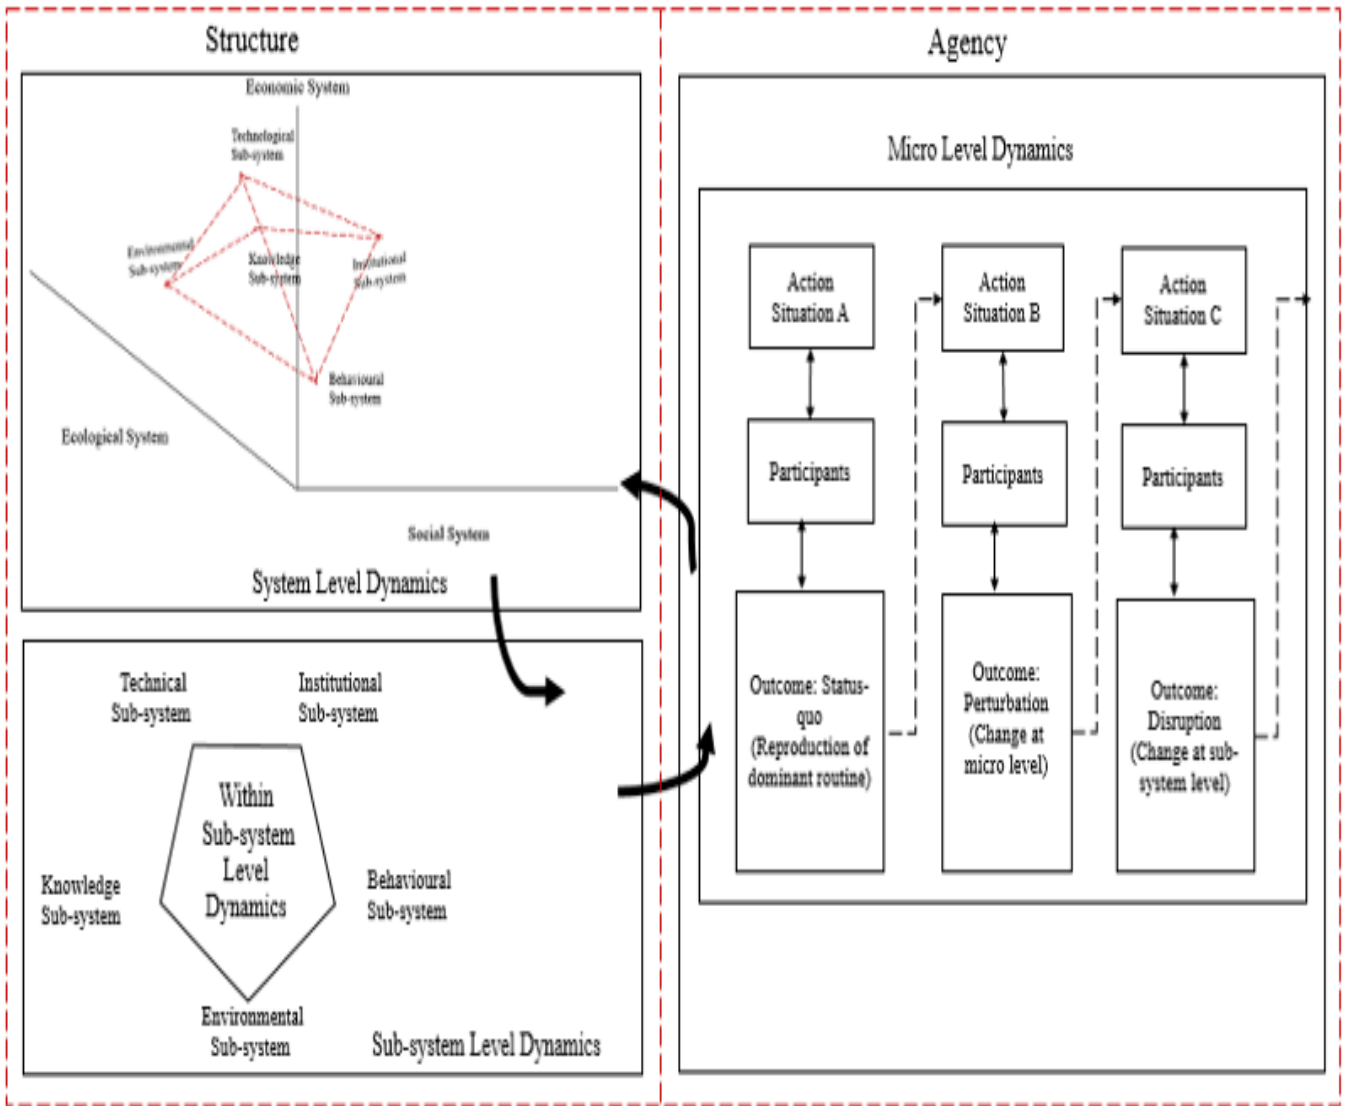 Structure
Economic System
Technological
Sub-system
Environmental
Sub-system
Knowledge
Sub-system
Institutional
Sub-system
Behavioural
Sub-system
Ecological System
Social System
System Level Dynamics
Technical
Sub-system
Institutional
Sub-system
Within
Sub-system
Level
Dynamics
Knowledge
Sub-system
Behavioural
Sub-system
Environmental
Sub-system
Sub-system Level Dynamics
Agency
Micro Level Dynamics
Action
Situation A
Participants
Outcome: Status-
quo
(Reproduction of
dominant routine)
Action
Situation B
Participants
Outcome:
Perturbation
(Change at
micro level)
Action
Situation C
Participants
Outcome:
Disruption
(Change at sub-
system level)